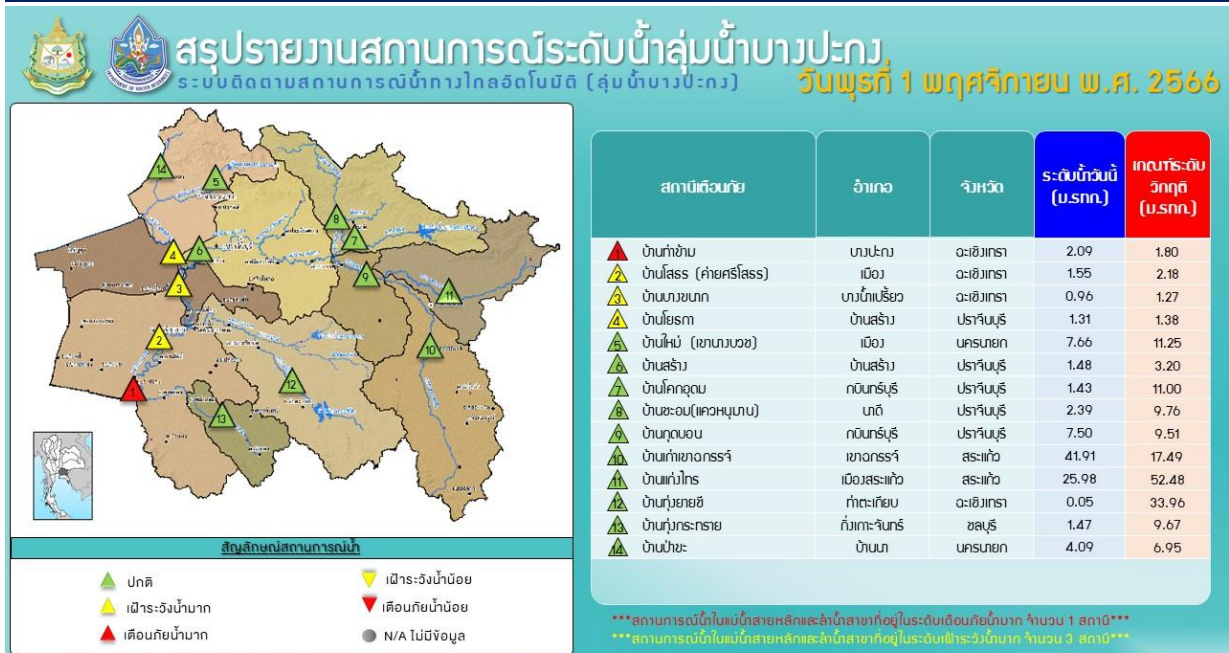 สรุปรายงานสถานการณ์ระดับน้ำลุ่มน้ำบางปะกง
ระบบติดตามสถานการณ์น้ำทางไกลอัตโนมัติ (ลุ่มน้ำบางปะกง)
วันพุธที่ 1 พฤศจิกายน พ.ศ. 2566
สถานีเตือนภัย อำเภอ จังหวัด ระดับน้ำวันนี้ (ม.รทก.) เกณฑ์ระดับวิกฤติ (ม.รทก.)
1 บ้านท่าข้าม บางปะกง ฉะเชิงเทรา 2.09 1.80
2 บ้านโสธร (ค่ายศรีโสธร) เมือง ฉะเชิงเทรา 1.55 2.18
3 บ้านบางขนาก บางน้ำเปรี้ยว ฉะเชิงเทรา 0.96 1.27
4 บ้านโยธกา บ้านสร้าง ปราจีนบุรี 1.31 1.38
5 บ้านใหม่ (เขานางบวช) เมือง นครนายก 7.66 11.25
6 บ้านสร้าง บ้านสร้าง ปราจีนบุรี 1.48 3.20
7 บ้านโคกอุดม กบินทร์บุรี ปราจีนบุรี 1.43 11.00
8 บ้านซะอม(แควหนุมาน) นาดี ปราจีนบุรี 2.39 9.76
9 บ้านกุดบอน กบินทร์บุรี ปราจีนบุรี 7.50 9.51
10 บ้านเก่าเขาฉกรรจ์ เขาฉกรรจ์ สระแก้ว 41.91 17.49
11 บ้านแก่งไทร เมืองสระแก้ว สระแก้ว 25.98 52.48
12 บ้านทุ่งยายชี ท่าตะเกียบ ฉะเชิงเทรา 0.05 33.96
13 บ้านทุ่งกระทราย กิ่งเกาะจันทร์ ชลบุรี 1.47 9.67
14 บ้านป่าขะ บ้านนา นครนายก 4.09 6.95
สัญลักษณ์สถานการณ์น้ำ
ปกติ
เฝ้าระวังน้ำมาก
เตือนภัยน้ำมาก
เฝ้าระวังน้ำน้อย
เตือนภัยน้ำน้อย
N/A ไม่มีข้อมูล
***สถานการณ์น้ำในแม่น้ำสายหลักและลำน้ำสาขาที่อยู่ในระดับเตือนภัยน้ำมาก จำนวน 1 สถานี***
***สถานการณ์น้ำในแม่น้ำสายหลักและลำน้ำสาขาที่อยู่ในระดับเฝ้าระวังน้ำมาก จำนวน 3 สถานี***